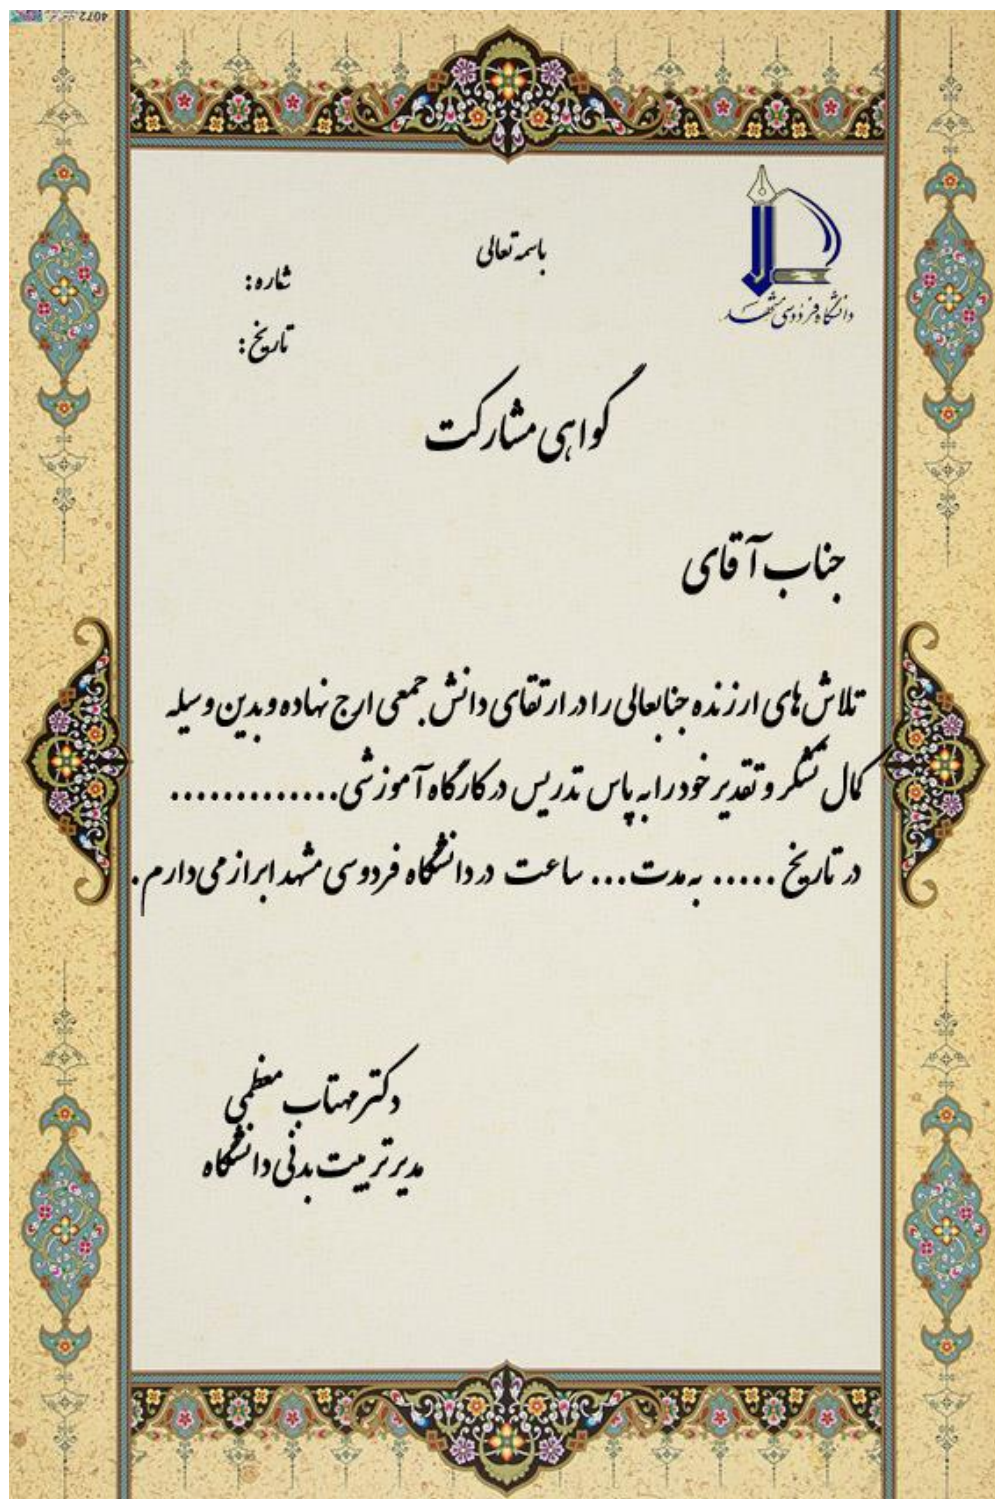 باسمه تعالی
شماره:
تاریخ:
دانشگاه فردوسی مشهد
گواهی مشارکت
جناب آقای
تلاش‌های ارزنده جنابعالی را در ارتقای دانش جمعی ارج نهاده و بدین وسیله
کمال تشکر و تقدیر خود را به پاس تدریس در کارگاه آموزشی.............
در تاریخ ..... به مدت... ساعت در دانشگاه فردوسی مشهد ابراز می‌دارم.
دکتر مهتاب معظمی
مدیر تربیت بدنی دانشگاه
4072